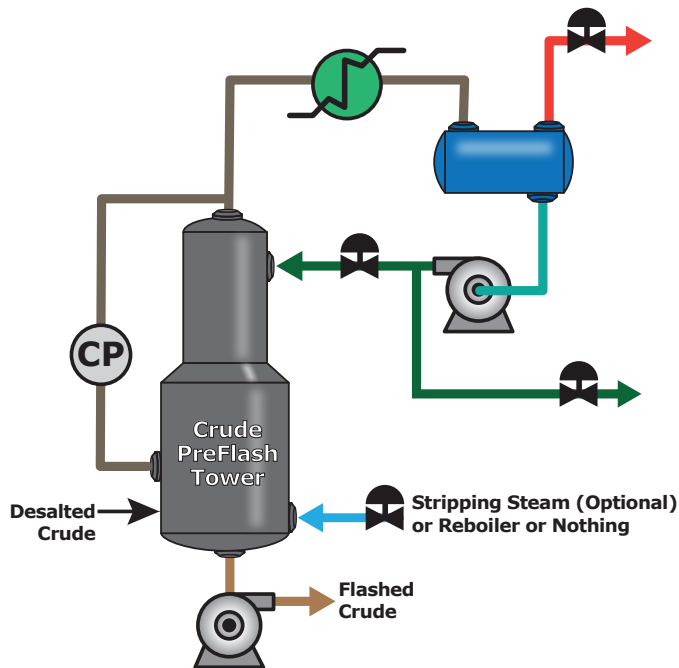 CP
Crude
PreFlash
Tower
Desalted
Crude
Stripping Steam (Optional)
or Reboiler or Nothing
Flashed
Crude